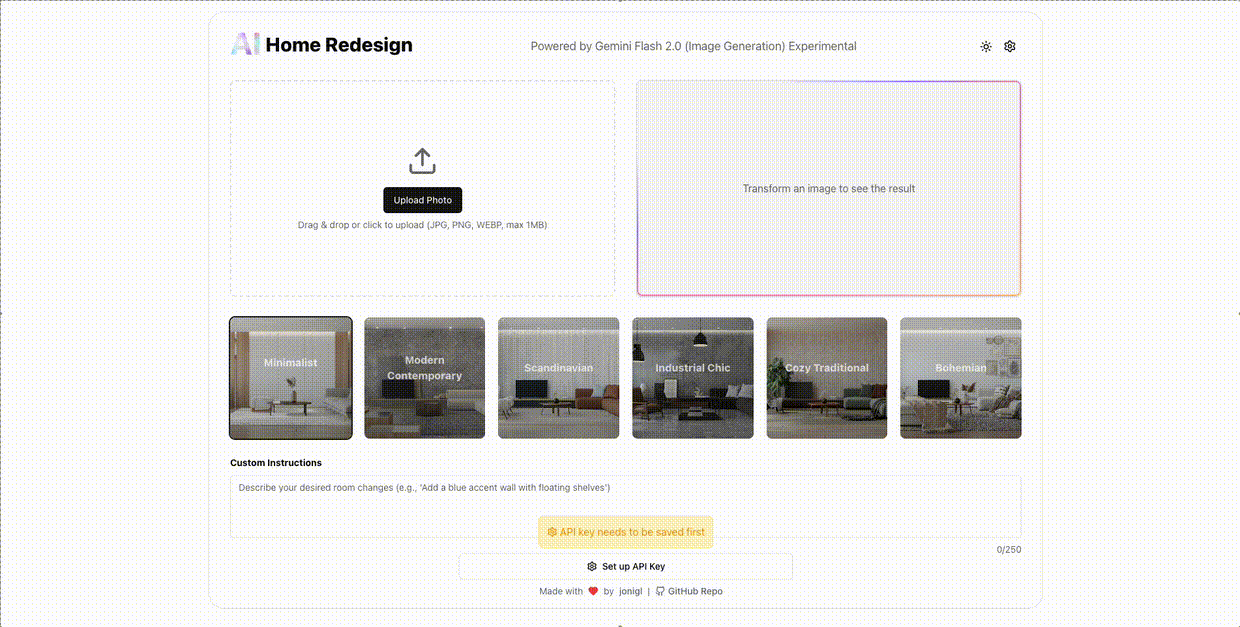 AI Home Redesign
Powered by Gemini Flash 2.0 (Image Generation) Experimental
Upload Photo
Drag & drop or click to upload (JPG, PNG, WEBP, max 1MB)
Transform an image to see the result
Minimalist
Modern
Contemporary
Scandinavian
Industrial Chic
Cozy Traditional
Bohemian
Custom Instructions
Describe your desired room changes (e.g., 'Add a blue accent wall with floating shelves')
API key needs to be saved first
0/250
Set up API Key
Made with ❤ by jonigl | GitHub Repo